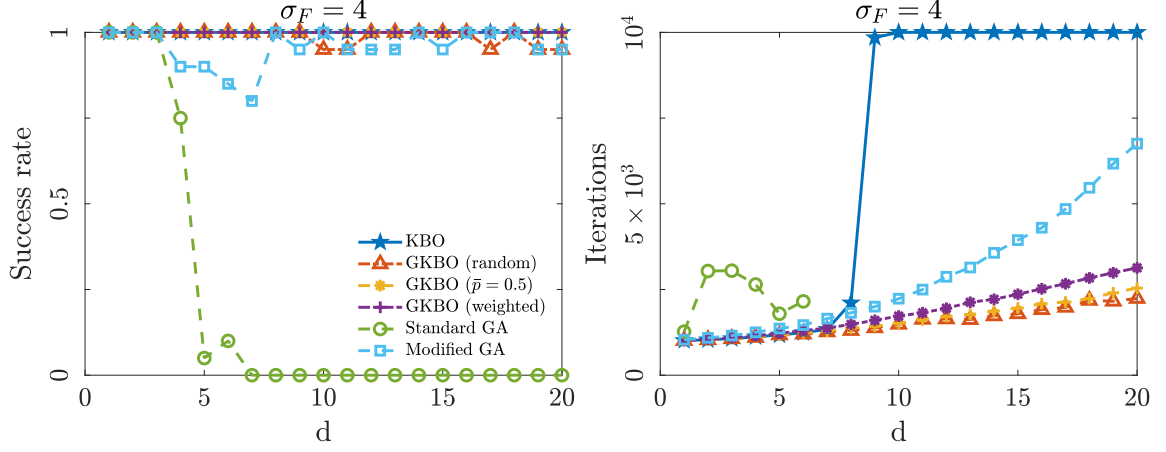 σ_F = 4
Success rate
1
0.5
0
KBO
GKBO (random)
GKBO (p̄ = 0.5)
GKBO (weighted)
Standard GA
Modified GA
0 5 10 15 20
d
σ_F = 4
Iterations
10^4
5 × 10^3
0
0 5 10 15 20
d